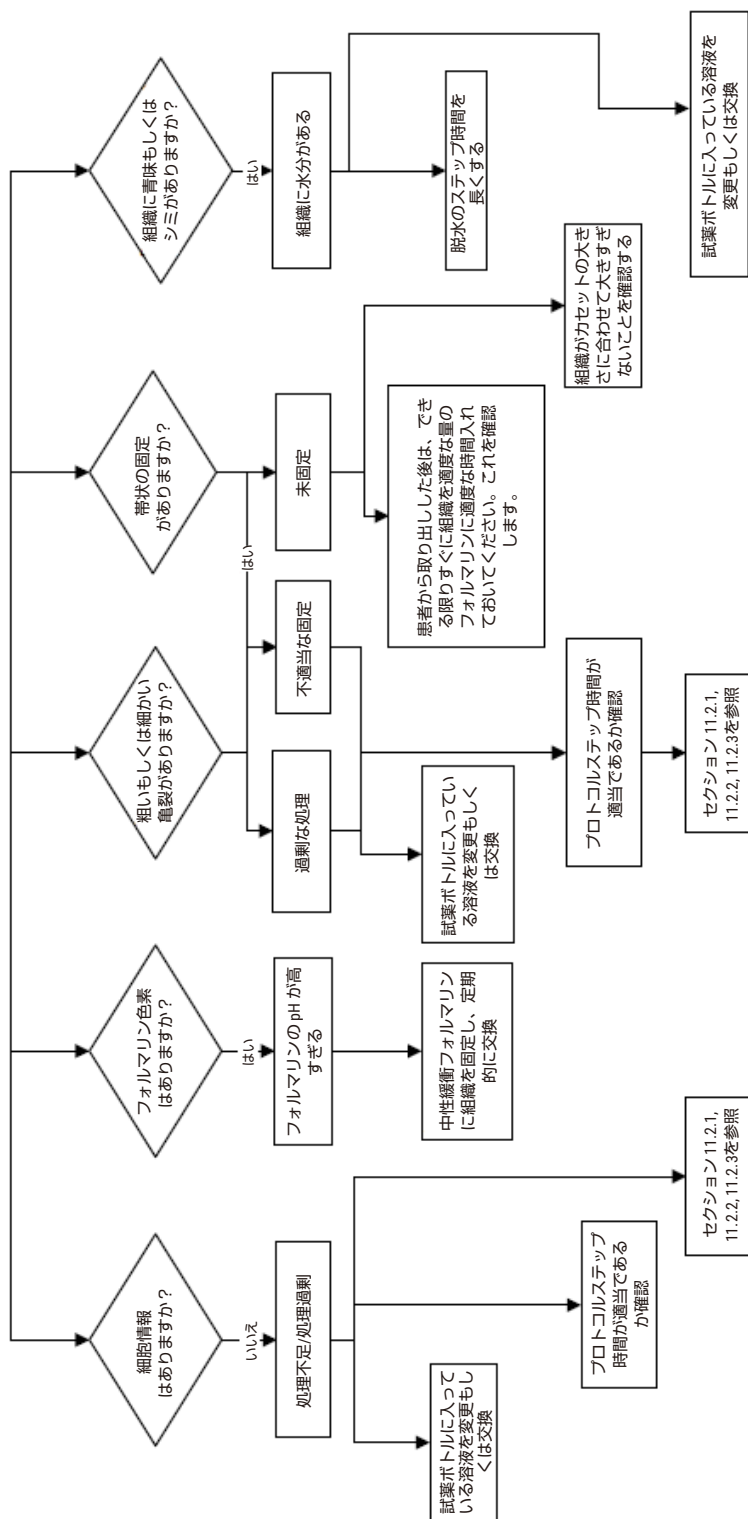 細胞情報
はありますか？
いいえ
処理不足/処理過剰
試薬ボトルに入って
いる溶液を変更もし
くは交換
プロトコルステップ
時間が適当である
か確認
セクション 11.2.1,
11.2.2, 11.2.3を参照
フォルマリン色素
はありますか？
はい
フォルマリンのpHが高
すぎる
中性緩衝フォルマリン
に組織を固定し、定期
的に交換
粗いもしくは細かい
亀裂がありますか？
過剰な処理
不適当な固定
試薬ボトルに入ってい
る溶液を変更もしく
は交換
プロトコルステップ時間が
適当であるか確認
セクション 11.2.1,
11.2.2, 11.2.3を参照
帯状の固定
がありますか？
はい
未固定
患者から取り出しした後は、でき
る限りすぐに組織を適度な量の
フォルマリンに適度な時間入れ
ておいてください。これを確認
します。
組織がカセットの大き
さに合わせて大きすぎ
ないことを確認する
組織に青味もしくは
シミがありますか？
はい
組織に水分がある
脱水のステップ時間を
長くする
試薬ボトルに入っている溶液を
変更もしくは交換